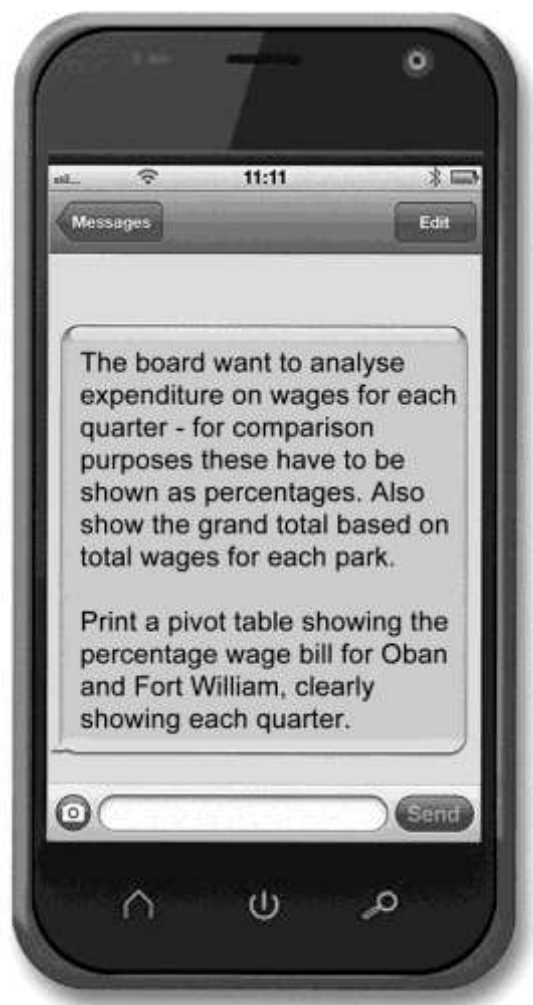 11:11
Messages
Edit
The board want to analyse
expenditure on wages for each
quarter - for comparison
purposes these have to be
shown as percentages. Also
show the grand total based on
total wages for each park.
Print a pivot table showing the
percentage wage bill for Oban
and Fort William, clearly
showing each quarter.
Send